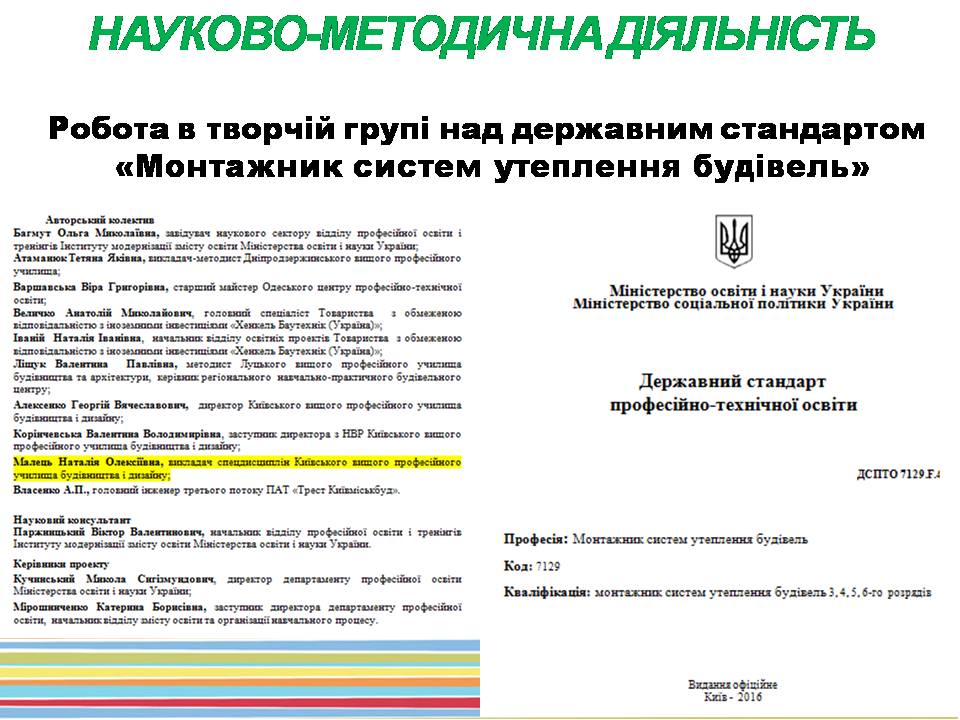 НАУКОВО-МЕТОДИЧНА ДІЯЛЬНІСТЬ
Робота в творчій групі над державним стандартом
«Монтажник систем утеплення будівель»
Авторський колектив
Багмут Ольга Миколаївна, завідувач наукового сектору відділу професійної освіти і
тренінгів Інституту модернізації змісту освіти Міністерства освіти і науки України;
Атаманюк Тетяна Яківна, викладач-методист Дніпродзержинського вищого професійного
училища;
Варшавська Віра Григорівна, старший майстер Одеського центру професійно-технічної
освіти;
Величко Анатолій Миколайович, головний спеціаліст Товариства з обмеженою
відповідальністю з іноземними інвестиціями «Хенкель Баутехнік (Україна)»;
Іваній Наталія Іванівна, начальник відділу освітніх проектів Товариства з обмеженою
відповідальністю з іноземними інвестиціями «Хенкель Баутехнік (Україна)»;
Ліщук Валентина Павлівна, методист Луцького вищого професійного училища
будівництва та архітектури, керівник регіонального навчально-практичного будівельного
центру;
Алексенко Георгій Вячеславович, директор Київського вищого професійного училища
будівництва і дизайну;
Корінчевська Валентина Володимирівна, заступник директора з НВР Київського вищого
професійного училища будівництва і дизайну;
Малець Наталія Олексіївна, викладач спецдисциплін Київського вищого професійного
училища будівництва і дизайну;
Власенко А.П., головний інженер третього потоку ПАТ «Трест Київміськбуд».
Науковий консультант
Паржницький Віктор Валентинович, начальник відділу професійної освіти і тренінгів
Інституту модернізації змісту освіти Міністерства освіти і науки України.
Керівники проекту
Кучинський Микола Сигізмундович, директор департаменту професійної освіти
Міністерства освіти і науки України;
Мірошниченко Катерина Борисівна, заступник директора департаменту професійної
освіти, начальник відділу змісту освіти та організації навчального процесу.
Міністерство освіти і науки України
Міністерство соціальної політики України
Державний стандарт
професійно-технічної освіти
ДСПТО 7129.F.4
Професія: Монтажник систем утеплення будівель
Код: 7129
Кваліфікація: монтажник систем утеплення будівель 3, 4, 5, 6-го розрядів
Видання офіційне
Київ - 2016